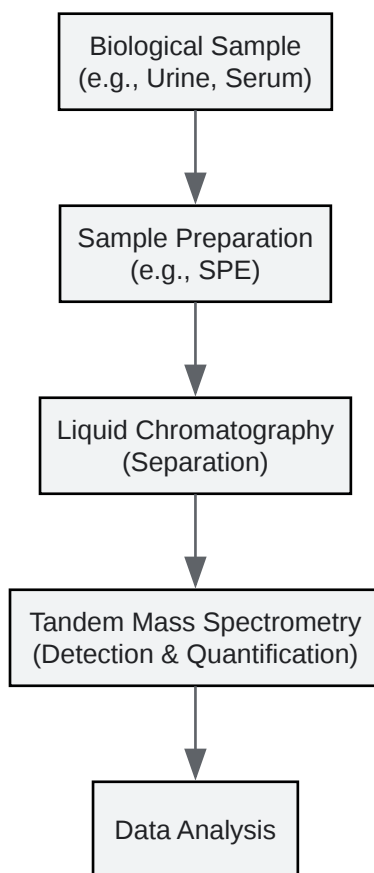 Biological Sample
(e.g., Urine, Serum)
Sample Preparation
(e.g., SPE)
Liquid Chromatography
(Separation)
Tandem Mass Spectrometry
(Detection & Quantification)
Data Analysis